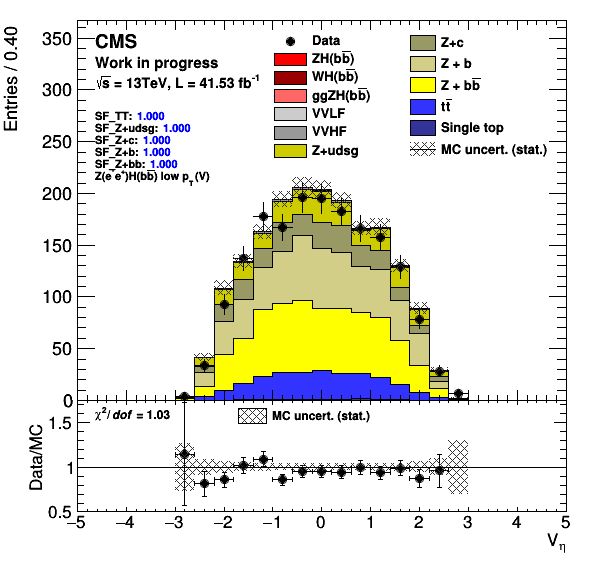 CMS
Work in progress
√s = 13TeV, L = 41.53 fb⁻¹
SF_TT: 1.000
SF_Z+udsg: 1.000
SF_Z+c: 1.000
SF_Z+b: 1.000
SF_Z+bb: 1.000
Z(e⁻e⁺)H(bb̅) low p_T(V)
Data
ZH(bb̅)
WH(bb̅)
ggZH(bb̅)
VVLF
VVHF
Z+udsg
Z+c
Z + b
Z + bb̅
tt̅
Single top
MC uncert. (stat.)
Entries / 0.40
350
300
250
200
150
100
50
0
χ²/dof = 1.03
MC uncert. (stat.)
Data/MC
1.5
1
0.5
−5 −4 −3 −2 −1 0 1 2 3 4 5
V_η